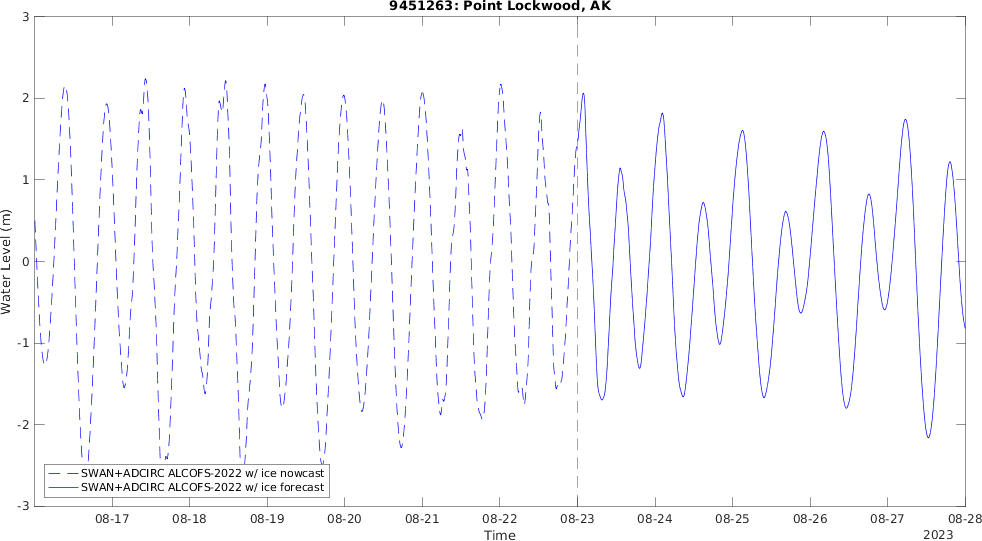 9451263: Point Lockwood, AK
3
2
1
0
-1
-2
-3
Water Level (m)
SWAN+ADCIRC ALCOFS-2022 w/ ice nowcast
SWAN+ADCIRC ALCOFS-2022 w/ ice forecast
08-17 08-18 08-19 08-20 08-21 08-22 08-23 08-24 08-25 08-26 08-27 08-28
Time
2023